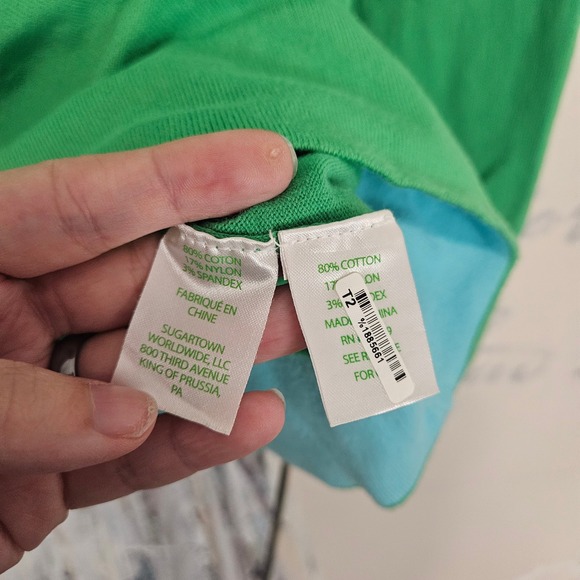 80% COTTON
17% NYLON
3% SPANDEX
FABRIQUÉ EN
CHINE
SUGARTOWN
WORLDWIDE, LLC
800 THIRD AVENUE
KING OF PRUSSIA,
PA
80% COTTON
MADE
RN
SEE
FOR
T2
%1885661